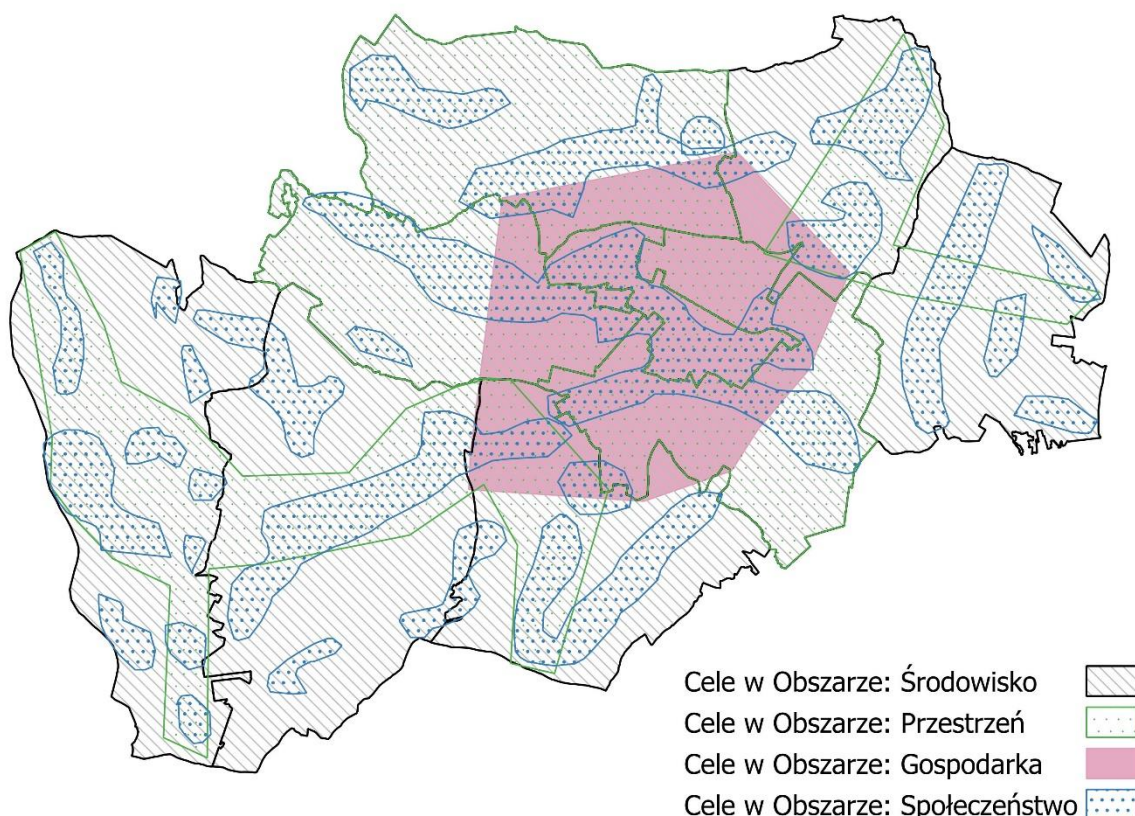 Cele w Obszarze: Środowisko
Cele w Obszarze: Przestrzeń
Cele w Obszarze: Gospodarka
Cele w Obszarze: Społeczeństwo